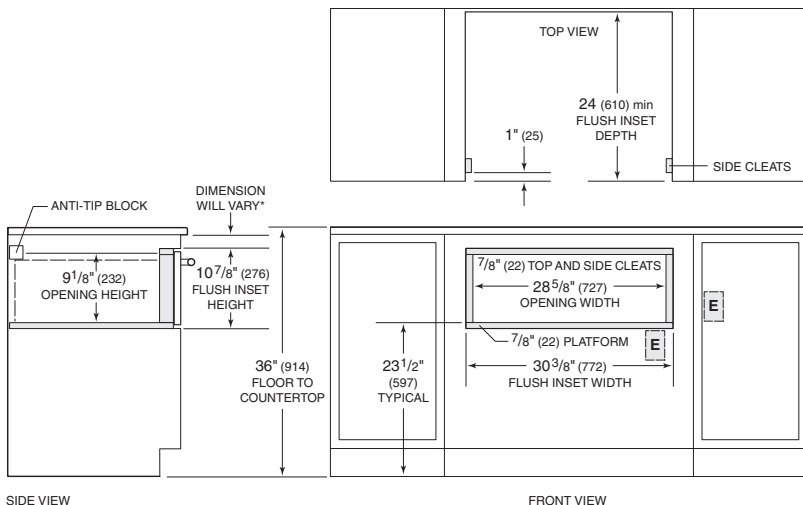 TOP VIEW
24 (610) min
FLUSH INSET
DEPTH
1" (25)
SIDE CLEATS
ANTI-TIP BLOCK
DIMENSION
WILL VARY*
9 1/8" (232)
OPENING HEIGHT
10 7/8" (276)
FLUSH INSET
HEIGHT
36" (914)
FLOOR TO
COUNTERTOP
7/8" (22) TOP AND SIDE CLEATS
28 5/8" (727)
OPENING WIDTH
E
7/8" (22) PLATFORM
E
23 1/2"
(597)
TYPICAL
30 3/8" (772)
FLUSH INSET WIDTH
SIDE VIEW
FRONT VIEW